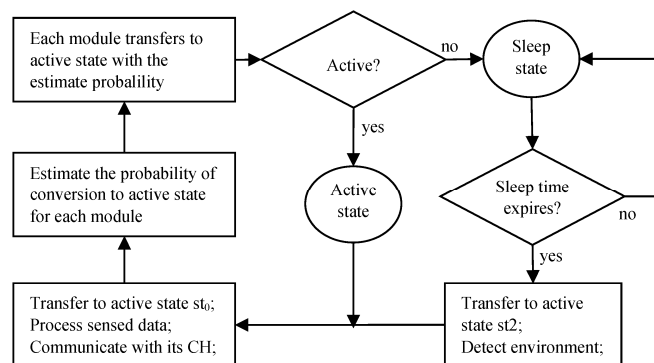 Each module transfers to
active state with the
estimate probalility
Active?
no
Sleep
state
yes
Estimate the probability of
conversion to active state
for each module
Active
state
Sleep time
expires?
no
yes
Transfer to active state st₀;
Process sensed data;
Communicate with its CH;
Transfer to active
state st2;
Detect environment;